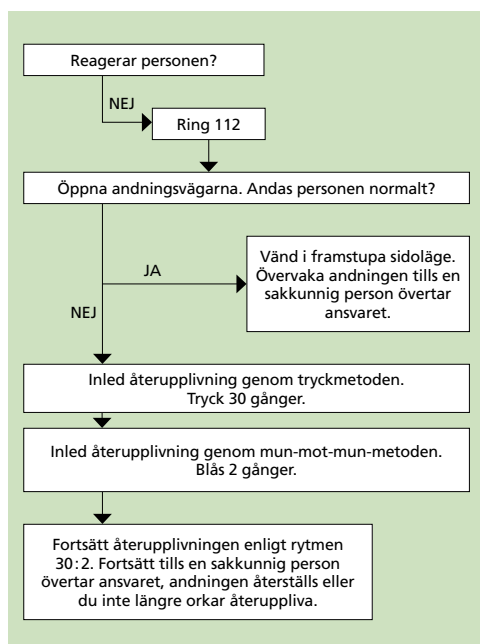 Reagerar personen?
NEJ
Ring 112
Öppna andningsvägarna. Andas personen normalt?
JA
Vänd i framstupa sidoläge.
Övervaka andningen tills en
sakkunnig person övertar
ansvaret.
NEJ
Inled återupplivning genom tryckmetoden.
Tryck 30 gånger.
Inled återupplivning genom mun-mot-mun-metoden.
Blås 2 gånger.
Fortsätt återupplivningen enligt rytmen
30:2. Fortsätt tills en sakkunnig person
övertar ansvaret, andningen återställs eller
du inte längre orkar återuppliva.